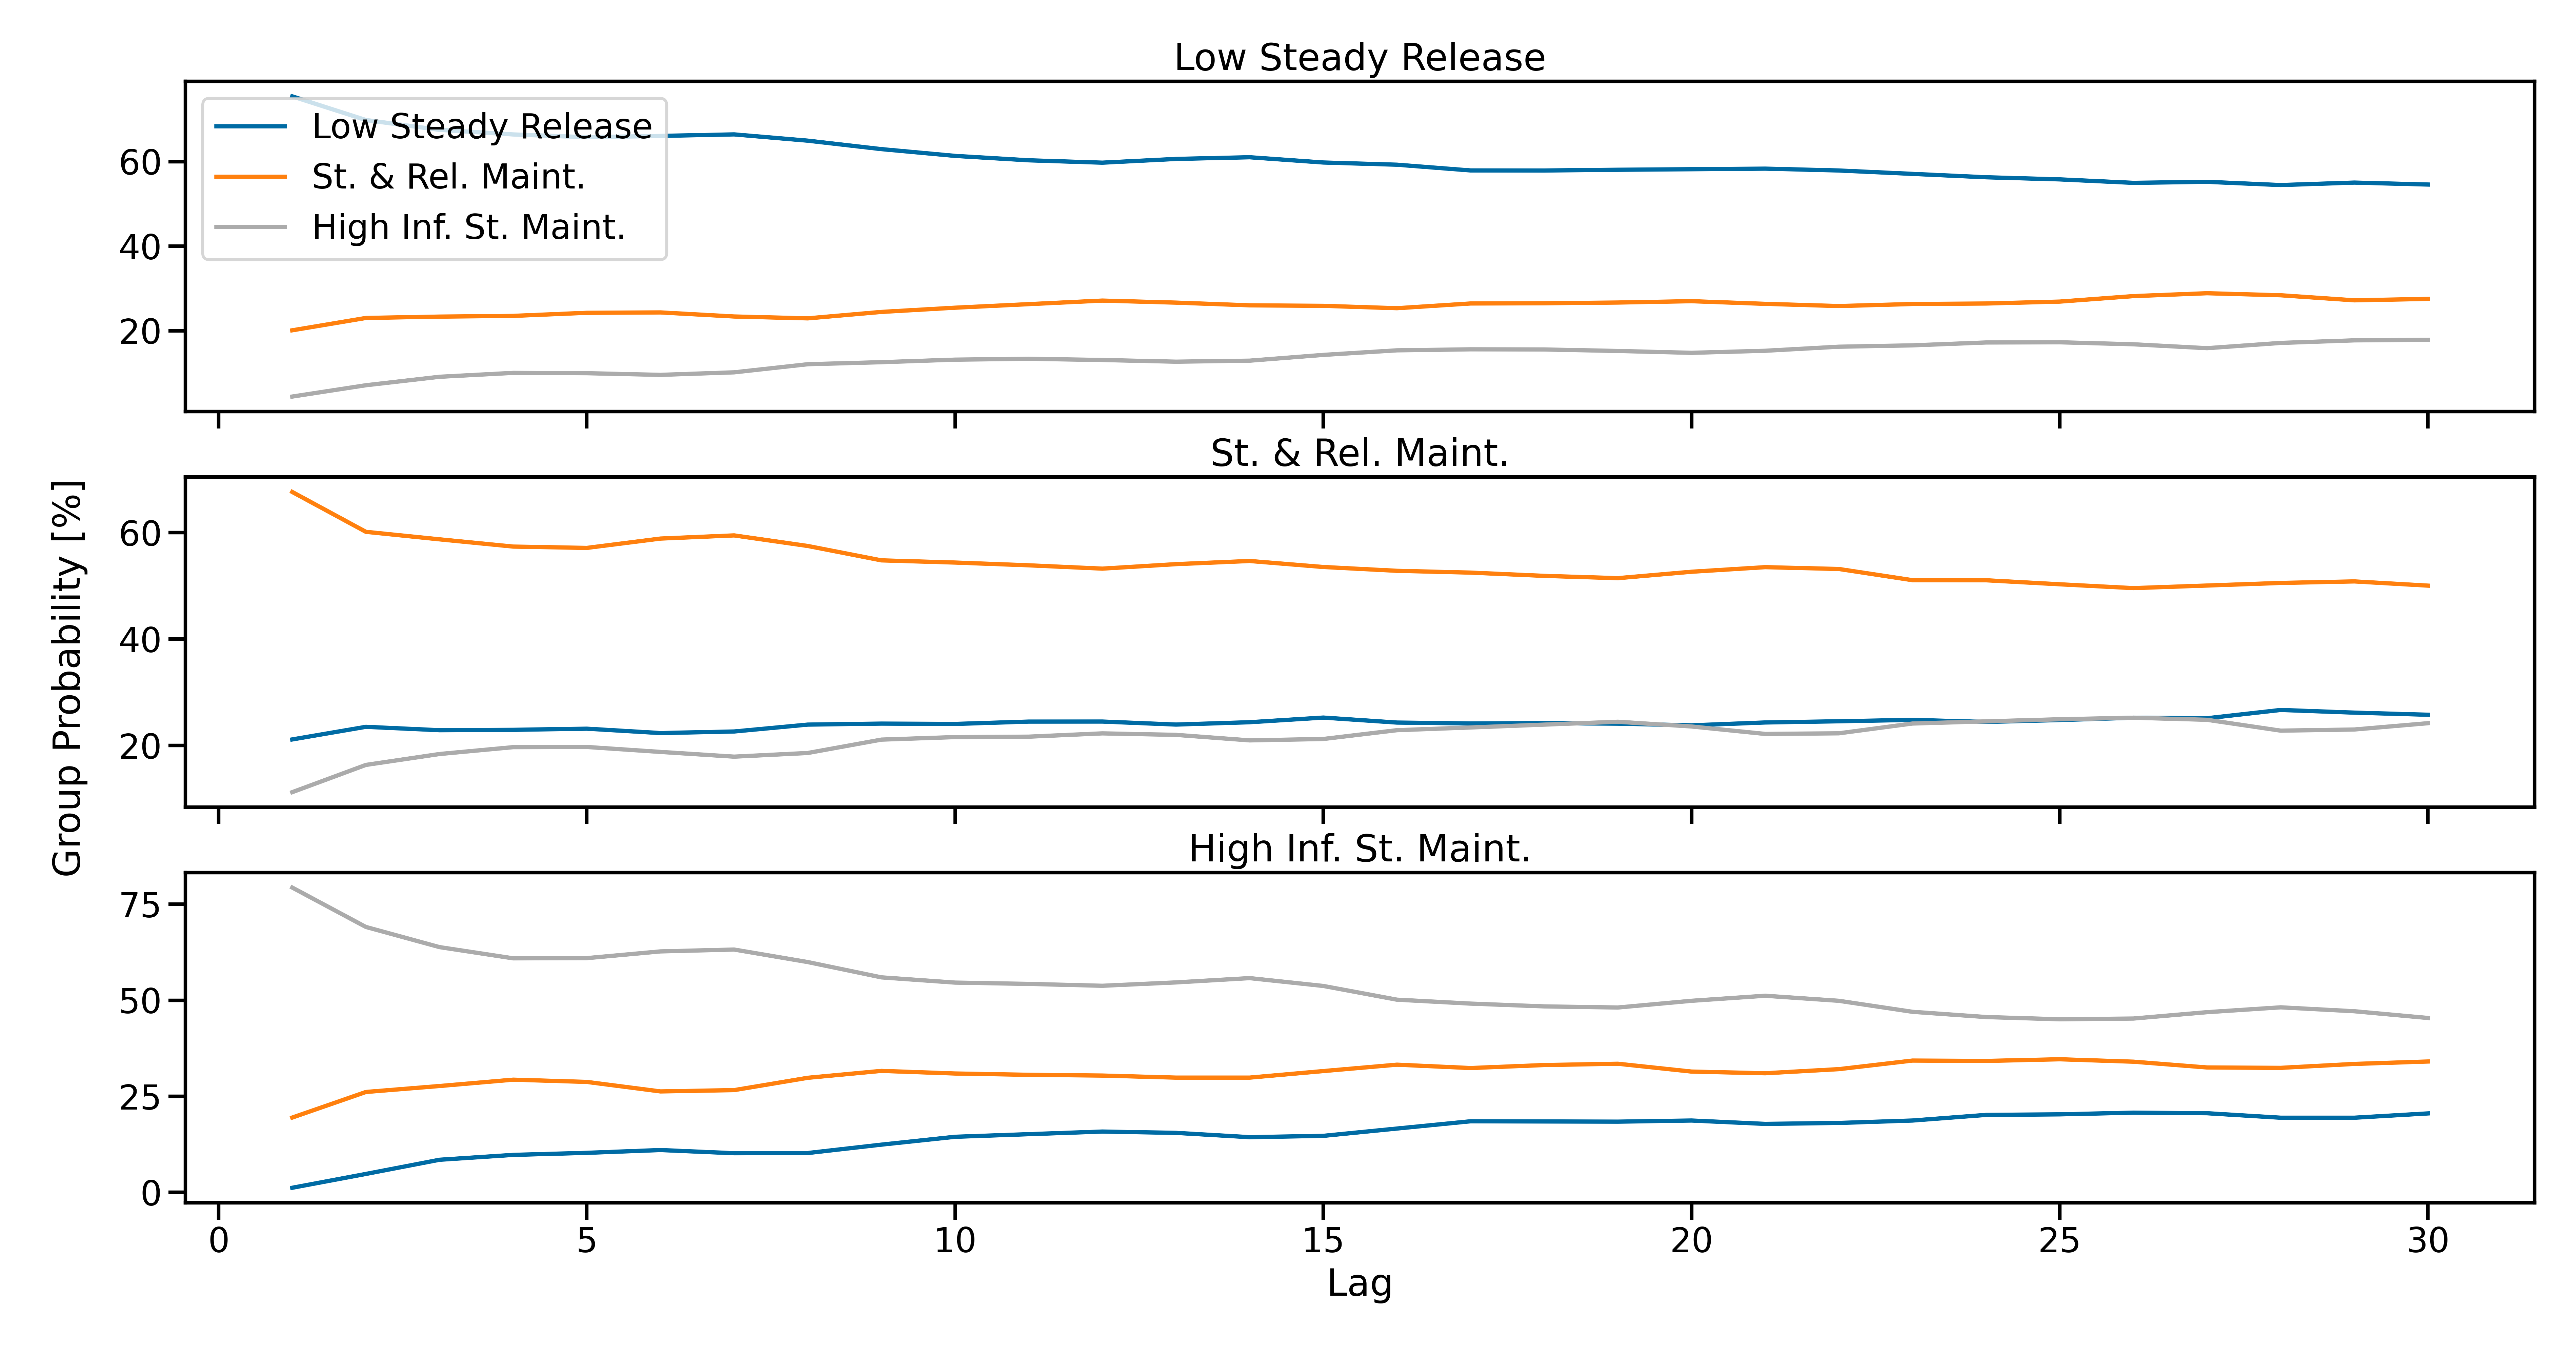 Low Steady Release
Low Steady Release
St. & Rel. Maint.
High Inf. St. Maint.
60
40
20
St. & Rel. Maint.
Group Probability [%]
60
40
20
High Inf. St. Maint.
75
50
25
0
0 5 10 15 20 25 30
Lag